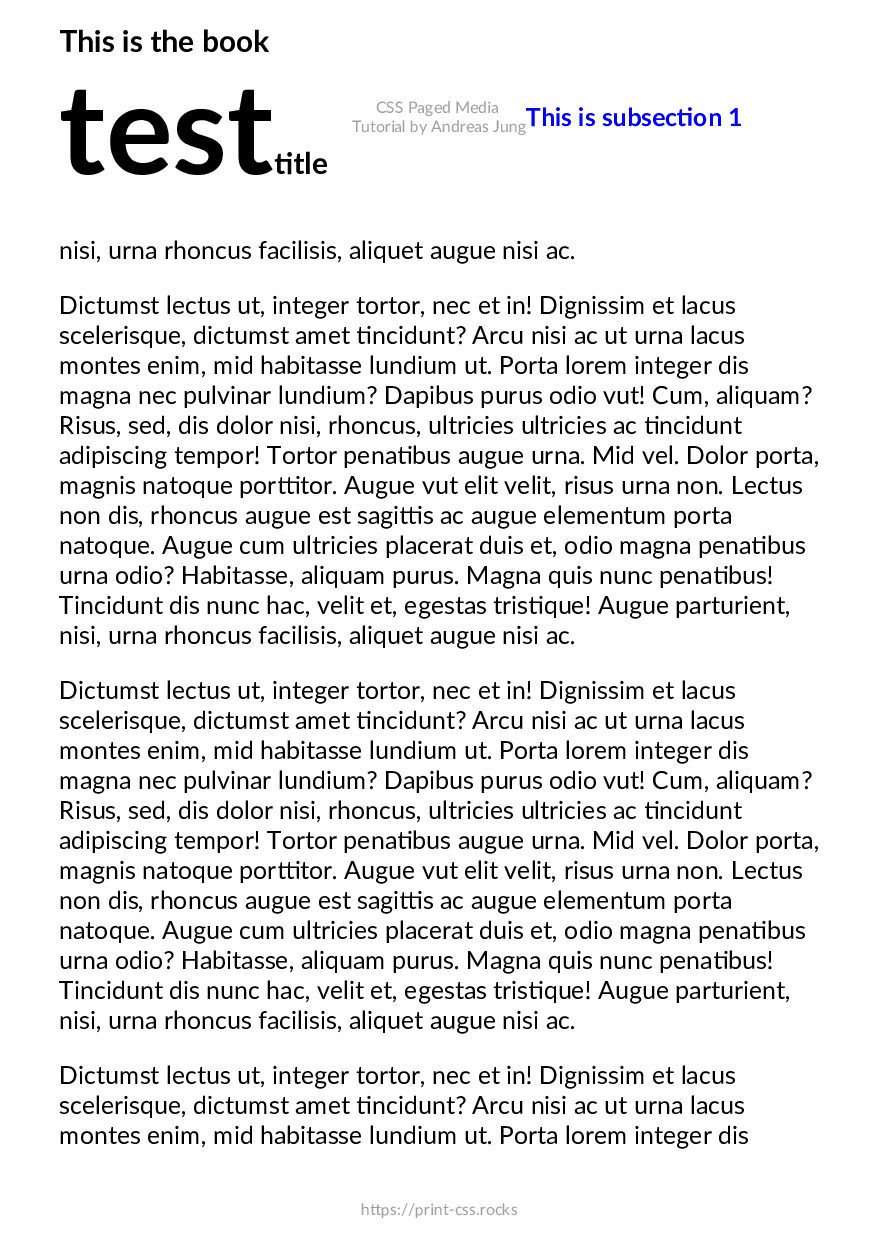 This is the book
test title
CSS Paged Media
Tutorial by Andreas Jung
This is subsection 1
nisi, urna rhoncus facilisis, aliquet augue nisi ac.
Dictumst lectus ut, integer tortor, nec et in! Dignissim et lacus
scelerisque, dictumst amet tincidunt? Arcu nisi ac ut urna lacus
montes enim, mid habitasse lundium ut. Porta lorem integer dis
magna nec pulvinar lundium? Dapibus purus odio vut! Cum, aliquam?
Risus, sed, dis dolor nisi, rhoncus, ultricies ultricies ac tincidunt
adipiscing tempor! Tortor penatibus augue urna. Mid vel. Dolor porta,
magnis natoque porttitor. Augue vut elit velit, risus urna non. Lectus
non dis, rhoncus augue est sagittis ac augue elementum porta
natoque. Augue cum ultricies placerat duis et, odio magna penatibus
urna odio? Habitasse, aliquam purus. Magna quis nunc penatibus!
Tincidunt dis nunc hac, velit et, egestas tristique! Augue parturient,
nisi, urna rhoncus facilisis, aliquet augue nisi ac.
Dictumst lectus ut, integer tortor, nec et in! Dignissim et lacus
scelerisque, dictumst amet tincidunt? Arcu nisi ac ut urna lacus
montes enim, mid habitasse lundium ut. Porta lorem integer dis
magna nec pulvinar lundium? Dapibus purus odio vut! Cum, aliquam?
Risus, sed, dis dolor nisi, rhoncus, ultricies ultricies ac tincidunt
adipiscing tempor! Tortor penatibus augue urna. Mid vel. Dolor porta,
magnis natoque porttitor. Augue vut elit velit, risus urna non. Lectus
non dis, rhoncus augue est sagittis ac augue elementum porta
natoque. Augue cum ultricies placerat duis et, odio magna penatibus
urna odio? Habitasse, aliquam purus. Magna quis nunc penatibus!
Tincidunt dis nunc hac, velit et, egestas tristique! Augue parturient,
nisi, urna rhoncus facilisis, aliquet augue nisi ac.
Dictumst lectus ut, integer tortor, nec et in! Dignissim et lacus
scelerisque, dictumst amet tincidunt? Arcu nisi ac ut urna lacus
montes enim, mid habitasse lundium ut. Porta lorem integer dis
https://print-css.rocks